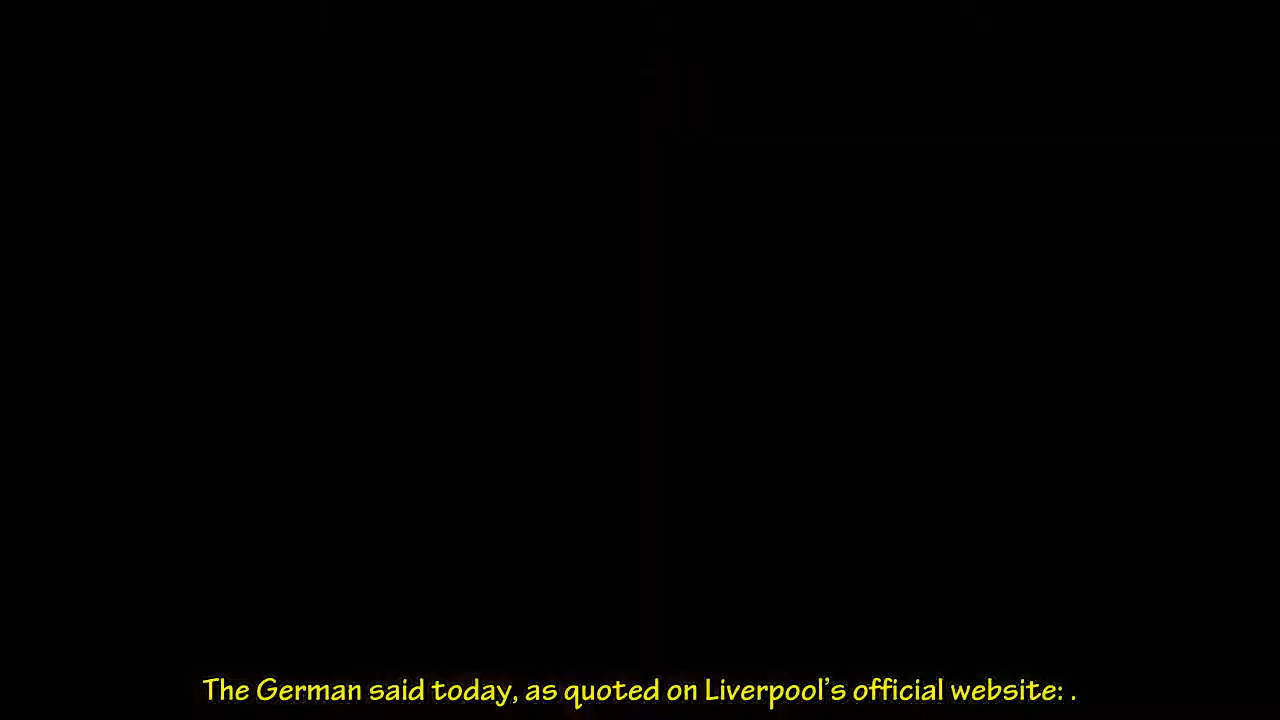 The German said today, as quoted on Liverpool’s official website: .